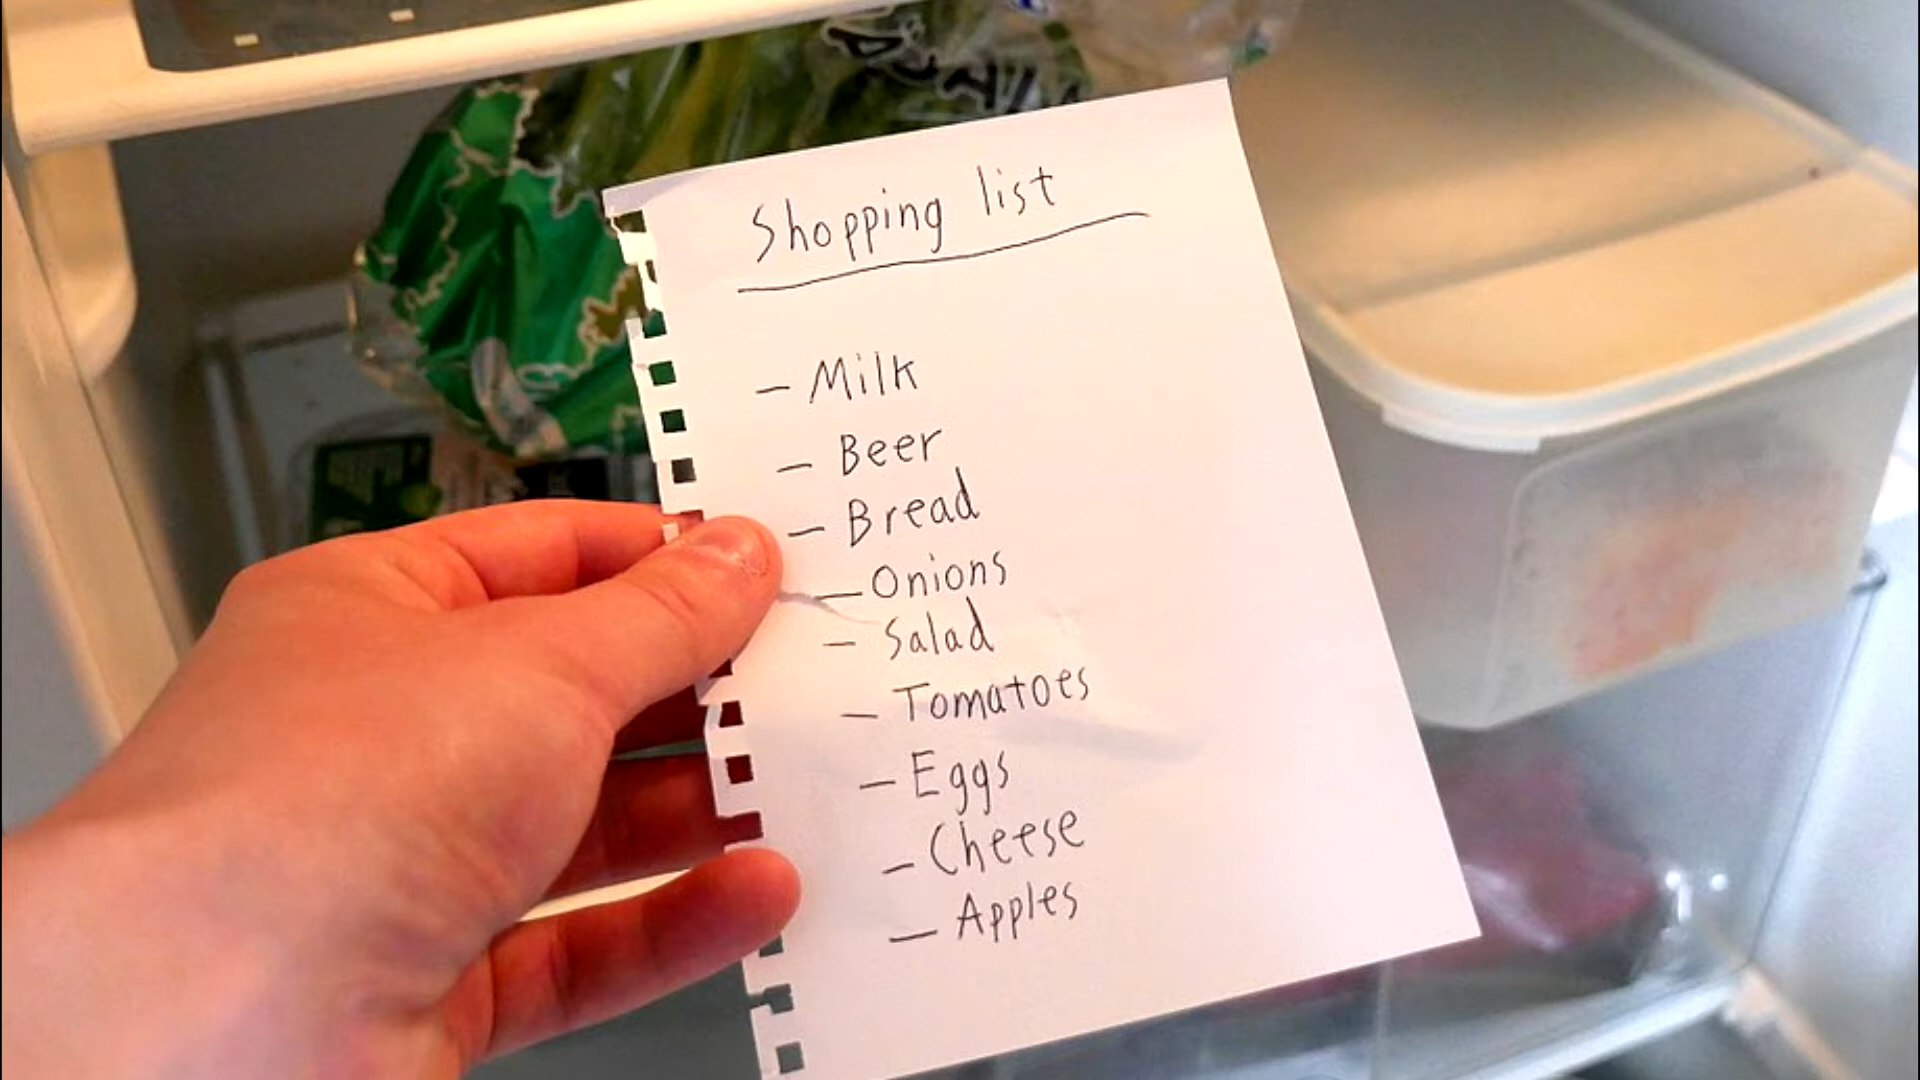 Shopping list
- Milk
- Beer
- Bread
- Onions
- Salad
- Tomatoes
- Eggs
- Cheese
- Apples